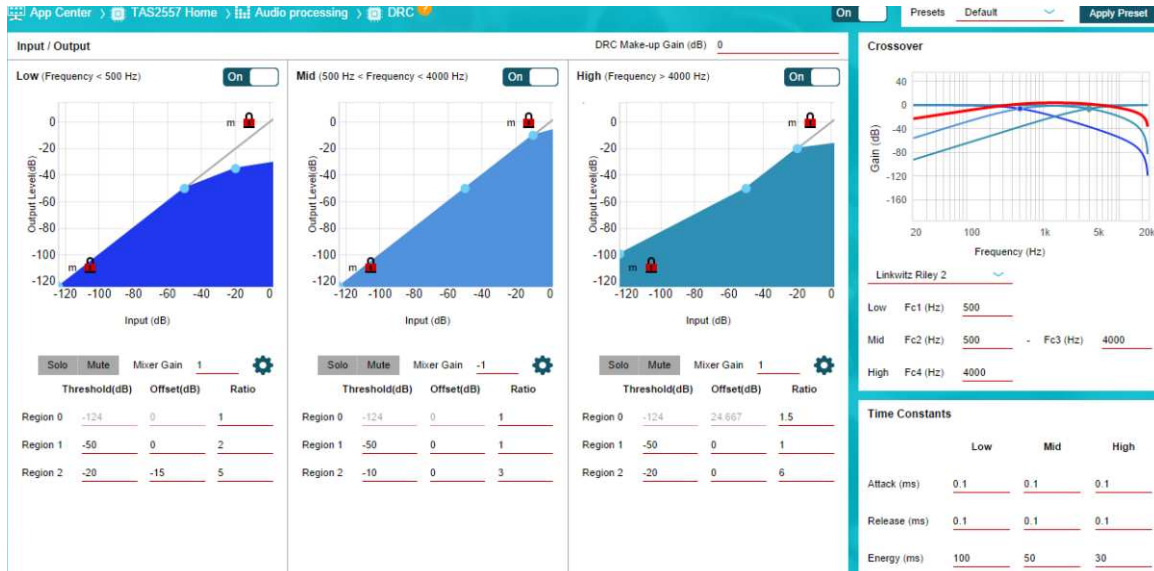 App Center > TAS2557 Home > Audio processing > DRC ?
On
Presets Default Apply Preset
Input / Output
DRC Make-up Gain (dB) 0
Low (Frequency < 500 Hz) On
Output Level(dB)
0
-20
-40
-60
-80
-100
-120
m
m
-120 -100 -80 -60 -40 -20 0
Input (dB)
Solo Mute Mixer Gain 1
Threshold(dB) Offset(dB) Ratio
Region 0 -124 0 1
Region 1 -50 0 2
Region 2 -20 -15 5
Mid (500 Hz < Frequency < 4000 Hz) On
Output Level(dB)
0
-20
-40
-60
-80
-100
-120
m
m
-120 -100 -80 -60 -40 -20 0
Input (dB)
Solo Mute Mixer Gain -1
Threshold(dB) Offset(dB) Ratio
Region 0 -124 0 1
Region 1 -50 0 1
Region 2 -10 0 3
High (Frequency > 4000 Hz) On
Output Level(dB)
0
-20
-40
-60
-80
-100
-120
m
m
-120 -100 -80 -60 -40 -20 0
Input (dB)
Solo Mute Mixer Gain 1
Threshold(dB) Offset(dB) Ratio
Region 0 -124 24.667 1.5
Region 1 -50 0 1
Region 2 -20 0 6
Crossover
Gain (dB)
40
0
-40
-80
-120
-160
20 100 1k 5k 20k
Frequency (Hz)
Linkwitz Riley 2
Low Fc1 (Hz) 500
Mid Fc2 (Hz) 500 - Fc3 (Hz) 4000
High Fc4 (Hz) 4000
Time Constants
Low Mid High
Attack (ms) 0.1 0.1 0.1
Release (ms) 0.1 0.1 0.1
Energy (ms) 100 50 30